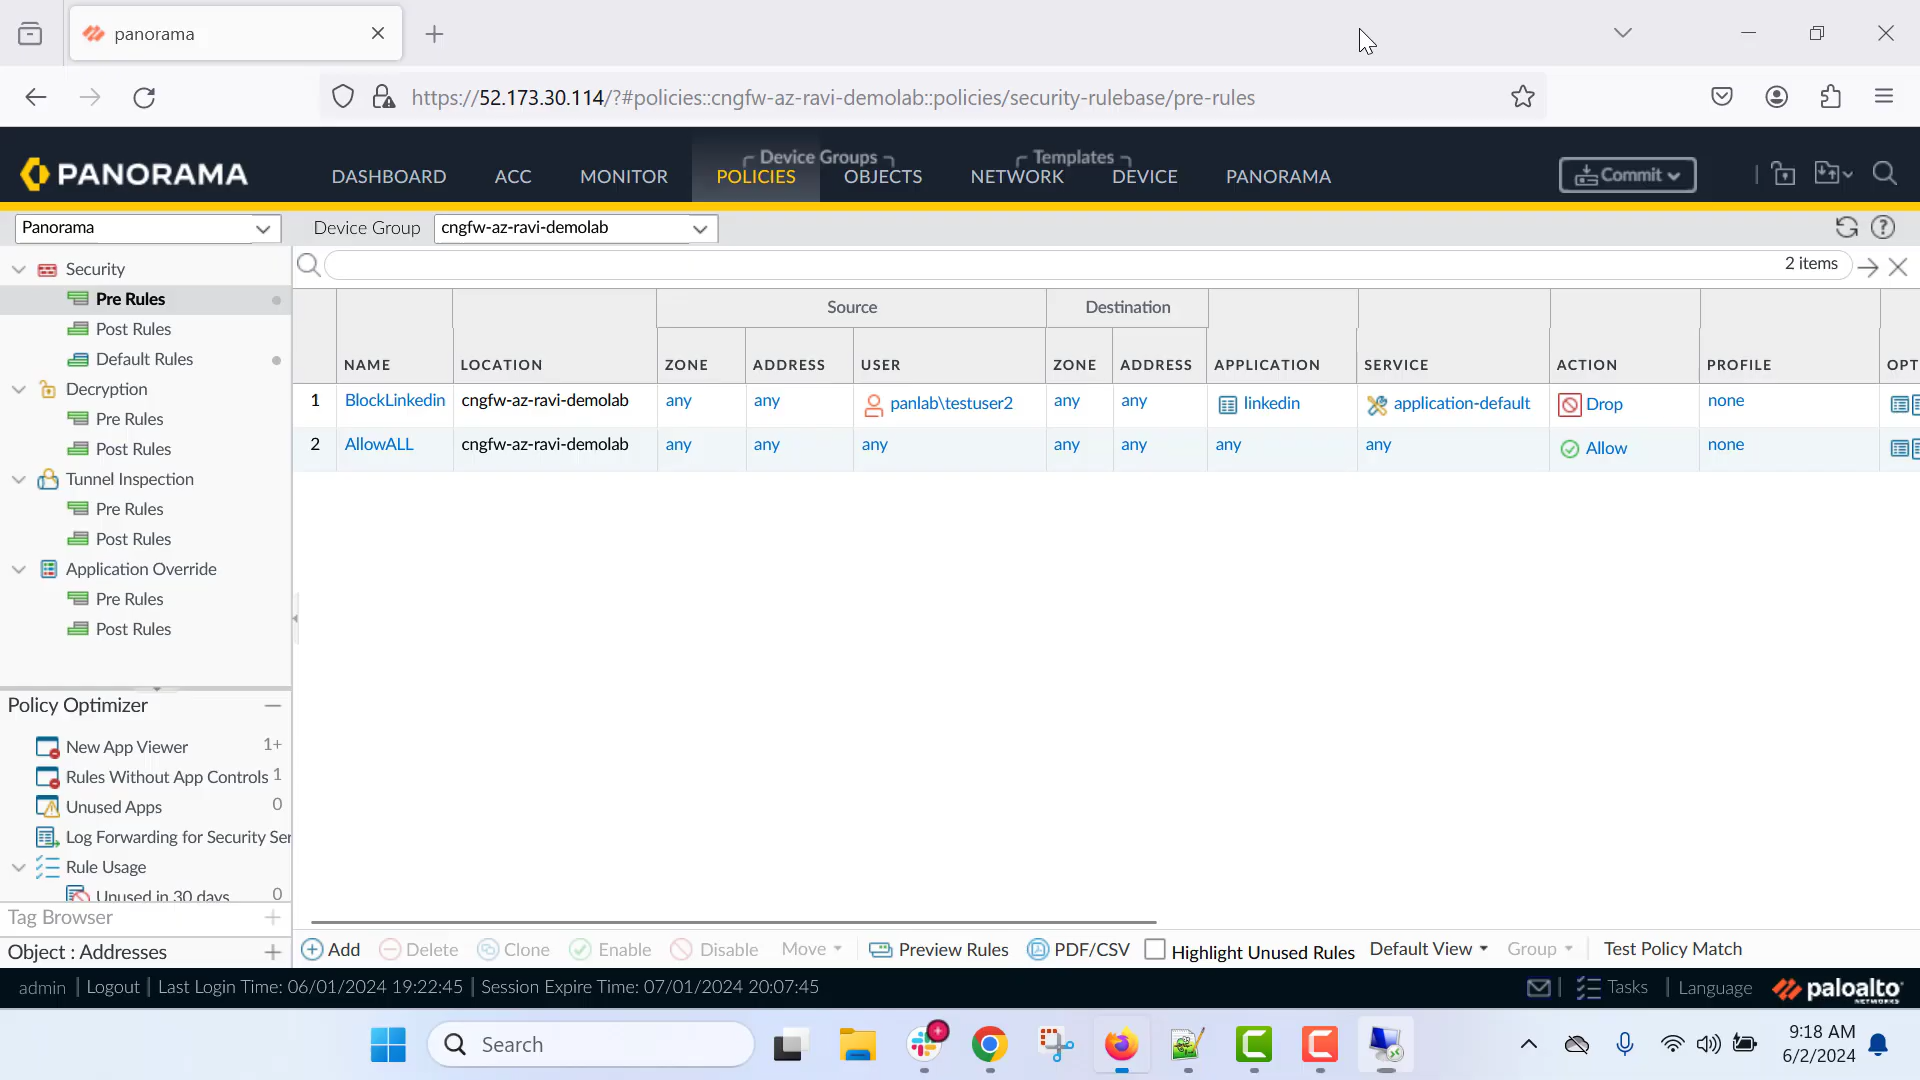 panorama
https://52.173.30.114/?#policies::cngfw-az-ravi-demolab::policies/security-rulebase/pre-rules
PANORAMA
Device Groups
Templates
DASHBOARD ACC MONITOR POLICIES OBJECTS NETWORK DEVICE PANORAMA
Commit
Panorama
Device Group cngfw-az-ravi-demolab
2 items
Security
Pre Rules
Post Rules
Default Rules
Decryption
Pre Rules
Post Rules
Tunnel Inspection
Pre Rules
Post Rules
Application Override
Pre Rules
Post Rules
Source Destination
NAME LOCATION ZONE ADDRESS USER ZONE ADDRESS APPLICATION SERVICE ACTION PROFILE OPT
1 BlockLinkedin cngfw-az-ravi-demolab any any panlab\testuser2 any any linkedin application-default Drop none
2 AllowALL cngfw-az-ravi-demolab any any any any any any any Allow none
Policy Optimizer
New App Viewer 1+
Rules Without App Controls 1
Unused Apps 0
Log Forwarding for Security Ser
Rule Usage
Unused in 30 days 0
Tag Browser
Object : Addresses
Add Delete Clone Enable Disable Move Preview Rules PDF/CSV Highlight Unused Rules Default View Group Test Policy Match
admin | Logout | Last Login Time: 06/01/2024 19:22:45 | Session Expire Time: 07/01/2024 20:07:45
Tasks | Language paloalto
NETWORKS
Search
9:18 AM
6/2/2024